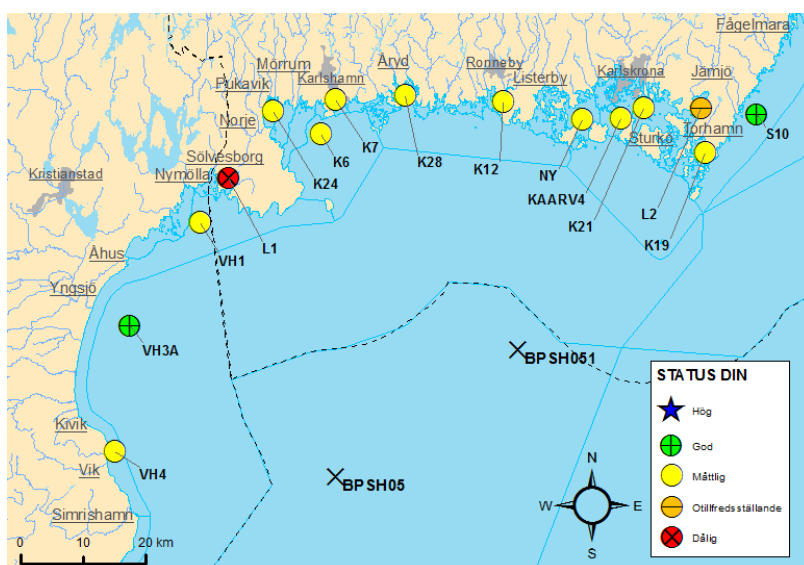 Fågelmara
Mörrum
Åryd
Ronneby
Karlshamn
Listerby
Karlskrona
Jämjö
Pukavik
Norje
S10
K7
Sturkö
Torhamn
K6
Sölvesborg
K28
K12
NY
Kristianstad
Nymölla
K24
KAARV4
L2
K21
K19
L1
Åhus
VH1
Yngsjö
VH3A
BPSH051
STATUS DIN
Hög
Kivik
God
N
Vik
VH4
Måttlig
BPSH05
W
E
Otillfredsställande
Simrishamn
S
Dålig
0 10 20 km